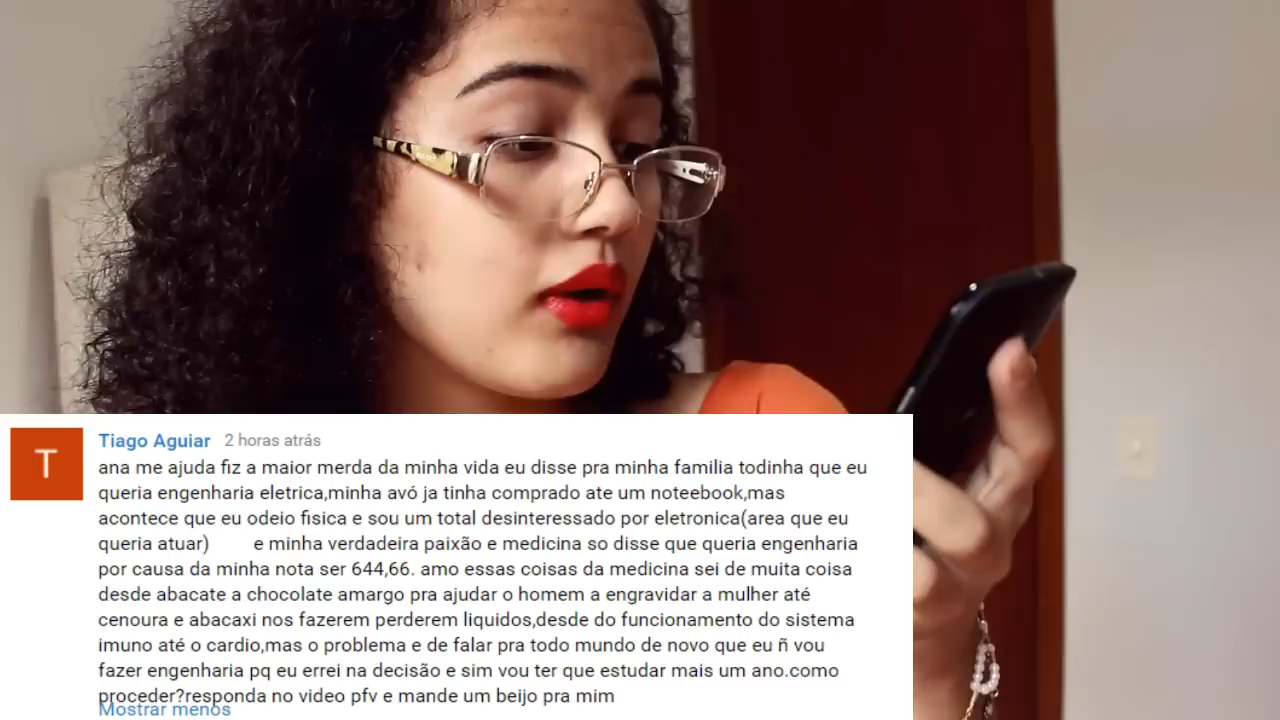 T
Tiago Aguiar 2 horas atrás
ana me ajuda fiz a maior merda da minha vida eu disse pra minha familia todinha que eu
queria engenharia eletrica,minha avó ja tinha comprado ate um noteebook,mas
acontece que eu odeio fisica e sou um total desinteressado por eletronica(area que eu
queria atuar) e minha verdadeira paixão e medicina so disse que queria engenharia
por causa da minha nota ser 644,66. amo essas coisas da medicina sei de muita coisa
desde abacate a chocolate amargo pra ajudar o homem a engravidar a mulher até
cenoura e abacaxi nos fazerem perderem liquidos,desde do funcionamento do sistema
imuno até o cardio,mas o problema e de falar pra todo mundo de novo que eu ñ vou
fazer engenharia pq eu errei na decisão e sim vou ter que estudar mais um ano.como
proceder?responda no video pfv e mande um beijo pra mim
Mostrar menos